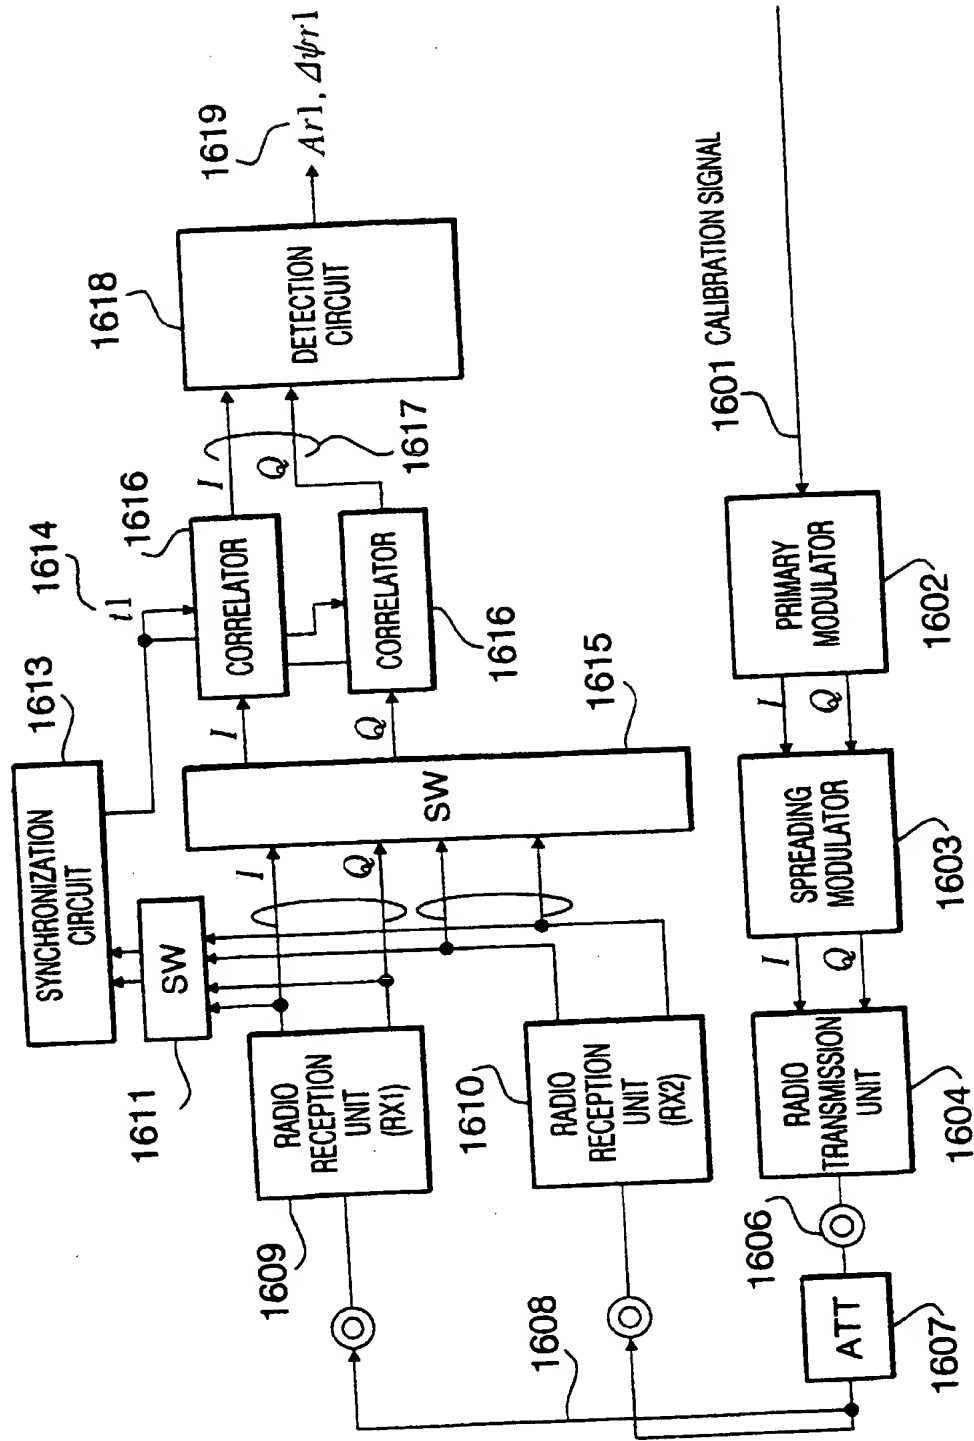 1619
Ar1, Δψr1
1618
DETECTION
CIRCUIT
1617
I
Q
1614
t1
1616
CORRELATOR
CORRELATOR
1616
1613
SYNCHRONIZATION
CIRCUIT
I
Q
1615
SW
SW
1611
I
Q
1609
RADIO
RECEPTION
UNIT
(RX1)
1610
RADIO
RECEPTION
UNIT
(RX2)
1608
1601 CALIBRATION SIGNAL
PRIMARY
MODULATOR
1602
I
Q
SPREADING
MODULATOR
1603
I
Q
RADIO
TRANSMISSION
UNIT
1604
1606
ATT
1607